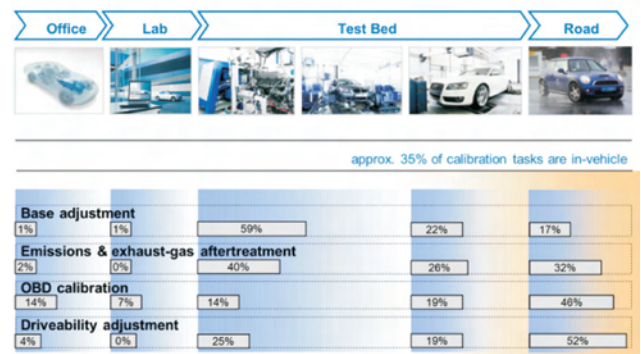 Office Lab Test Bed Road
approx. 35% of calibration tasks are in-vehicle
Base adjustment
1% 1% 59% 22% 17%
Emissions & exhaust-gas aftertreatment
2% 0% 40% 26% 32%
OBD calibration
14% 7% 14% 19% 46%
Driveability adjustment
4% 0% 25% 19% 52%